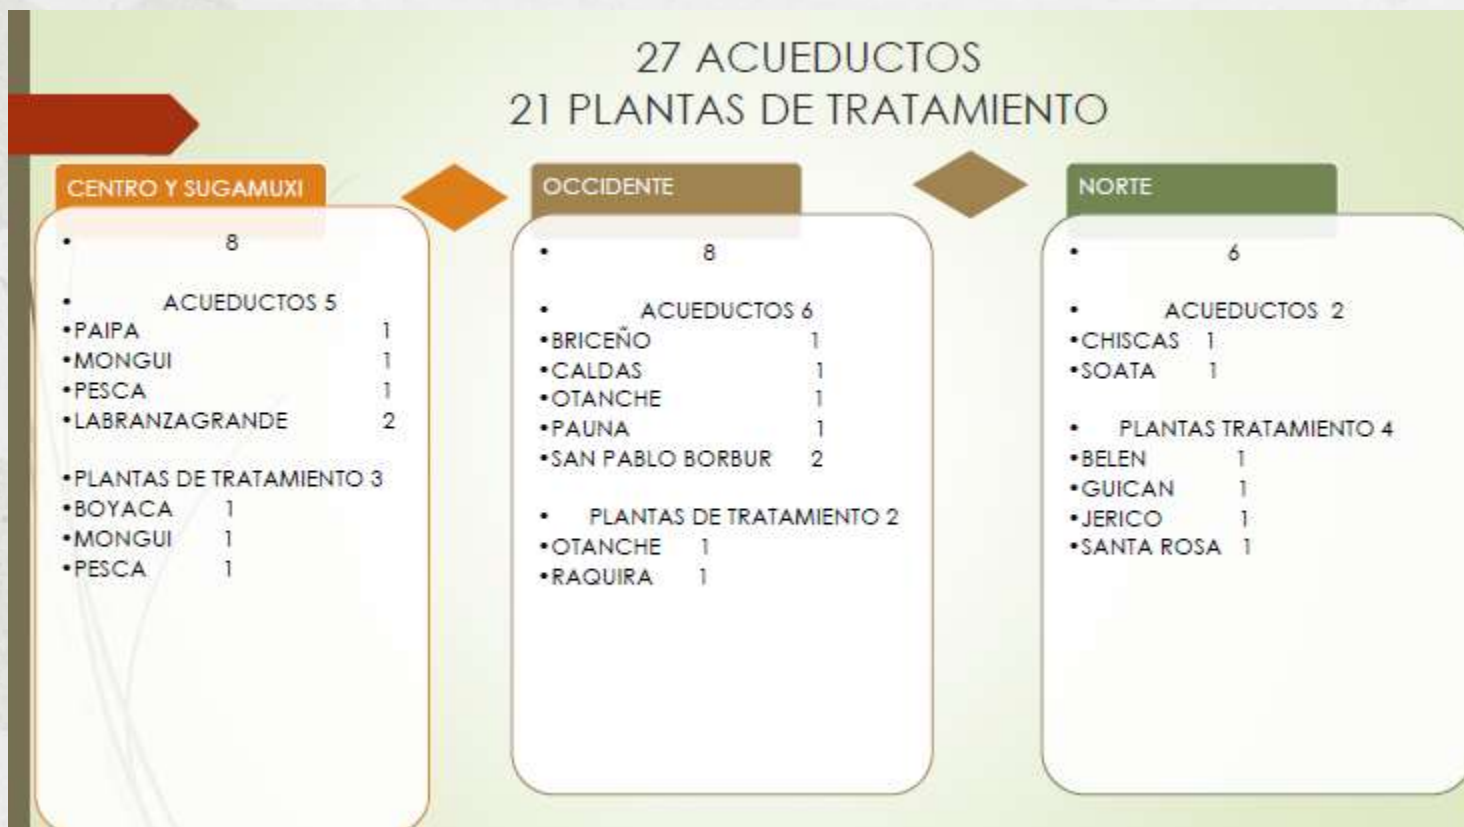 27 ACUEDUCTOS
21 PLANTAS DE TRATAMIENTO
CENTRO Y SUGAMUXI
• 8
• ACUEDUCTOS 5
•PAIPA 1
•MONGUI 1
•PESCA 1
•LABRANZAGRANDE 2
•PLANTAS DE TRATAMIENTO 3
•BOYACA 1
•MONGUI 1
•PESCA 1
OCCIDENTE
• 8
• ACUEDUCTOS 6
•BRICEÑO 1
•CALDAS 1
•OTANCHE 1
•PAUNA 1
•SAN PABLO BORBUR 2
• PLANTAS DE TRATAMIENTO 2
•OTANCHE 1
•RAQUIRA 1
NORTE
• 6
• ACUEDUCTOS 2
•CHISCAS 1
•SOATA 1
• PLANTAS TRATAMIENTO 4
•BELEN 1
•GUICAN 1
•JERICO 1
•SANTA ROSA 1